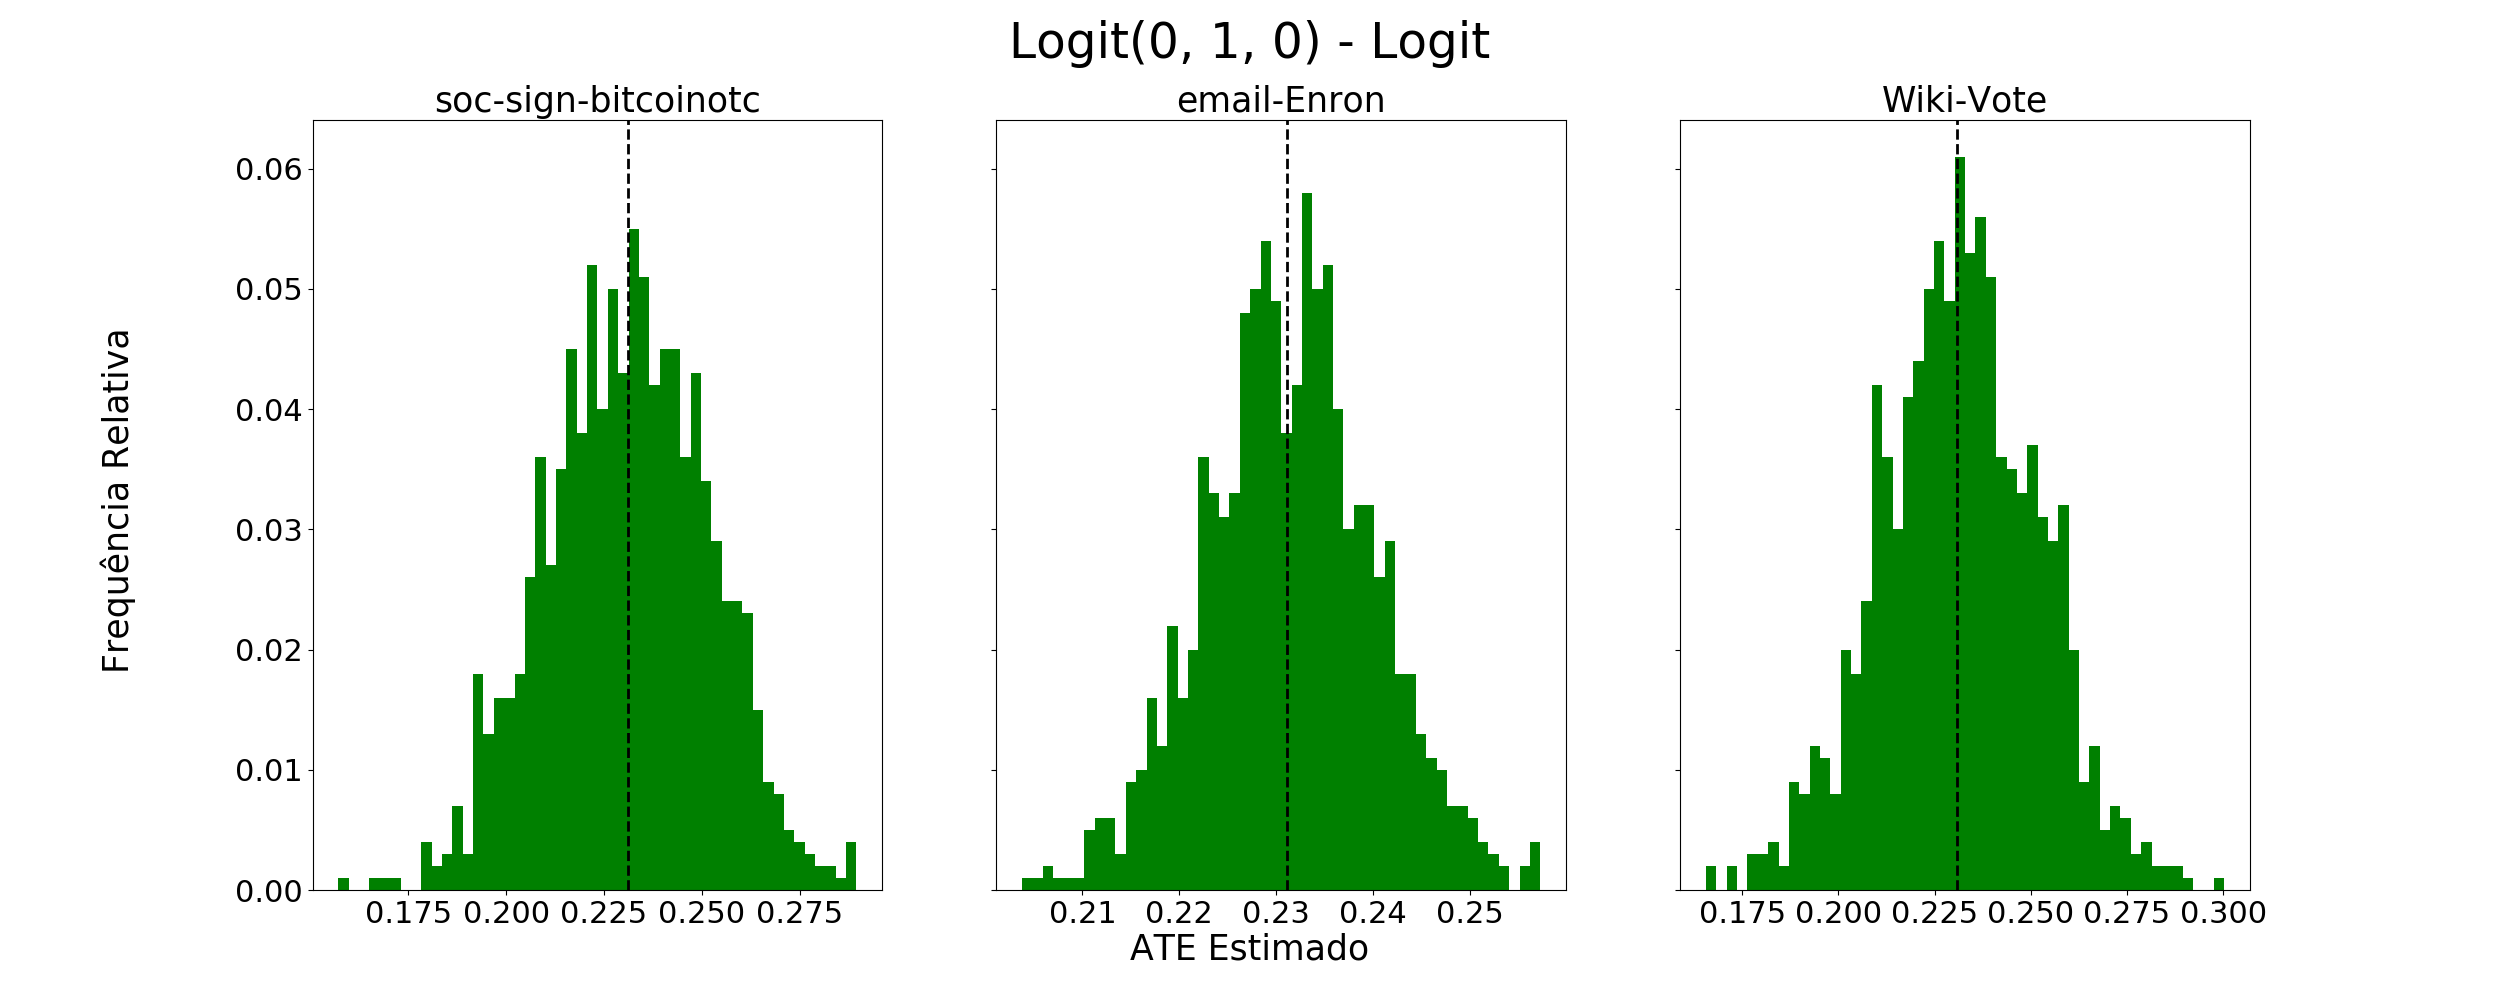 Logit(0, 1, 0) - Logit
soc-sign-bitcoinotc
email-Enron
Wiki-Vote
Frequência Relativa
0.06
0.05
0.04
0.03
0.02
0.01
0.00
0.175 0.200 0.225 0.250 0.275
0.21 0.22 0.23 0.24 0.25
0.175 0.200 0.225 0.250 0.275 0.300
ATE Estimado